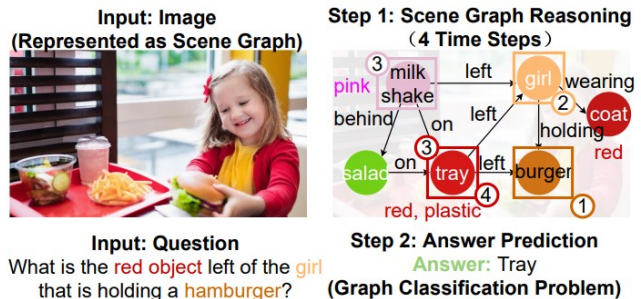 Input: Image
(Represented as Scene Graph)
Step 1: Scene Graph Reasoning
(4 Time Steps)
pink
3
milk
shake
left
girl
wearing
2
coat
red
behind
on
left
holding
3
salad
on
tray
left
burger
4
1
red, plastic
Input: Question
What is the red object left of the girl
that is holding a hamburger?
Step 2: Answer Prediction
Answer: Tray
(Graph Classification Problem)